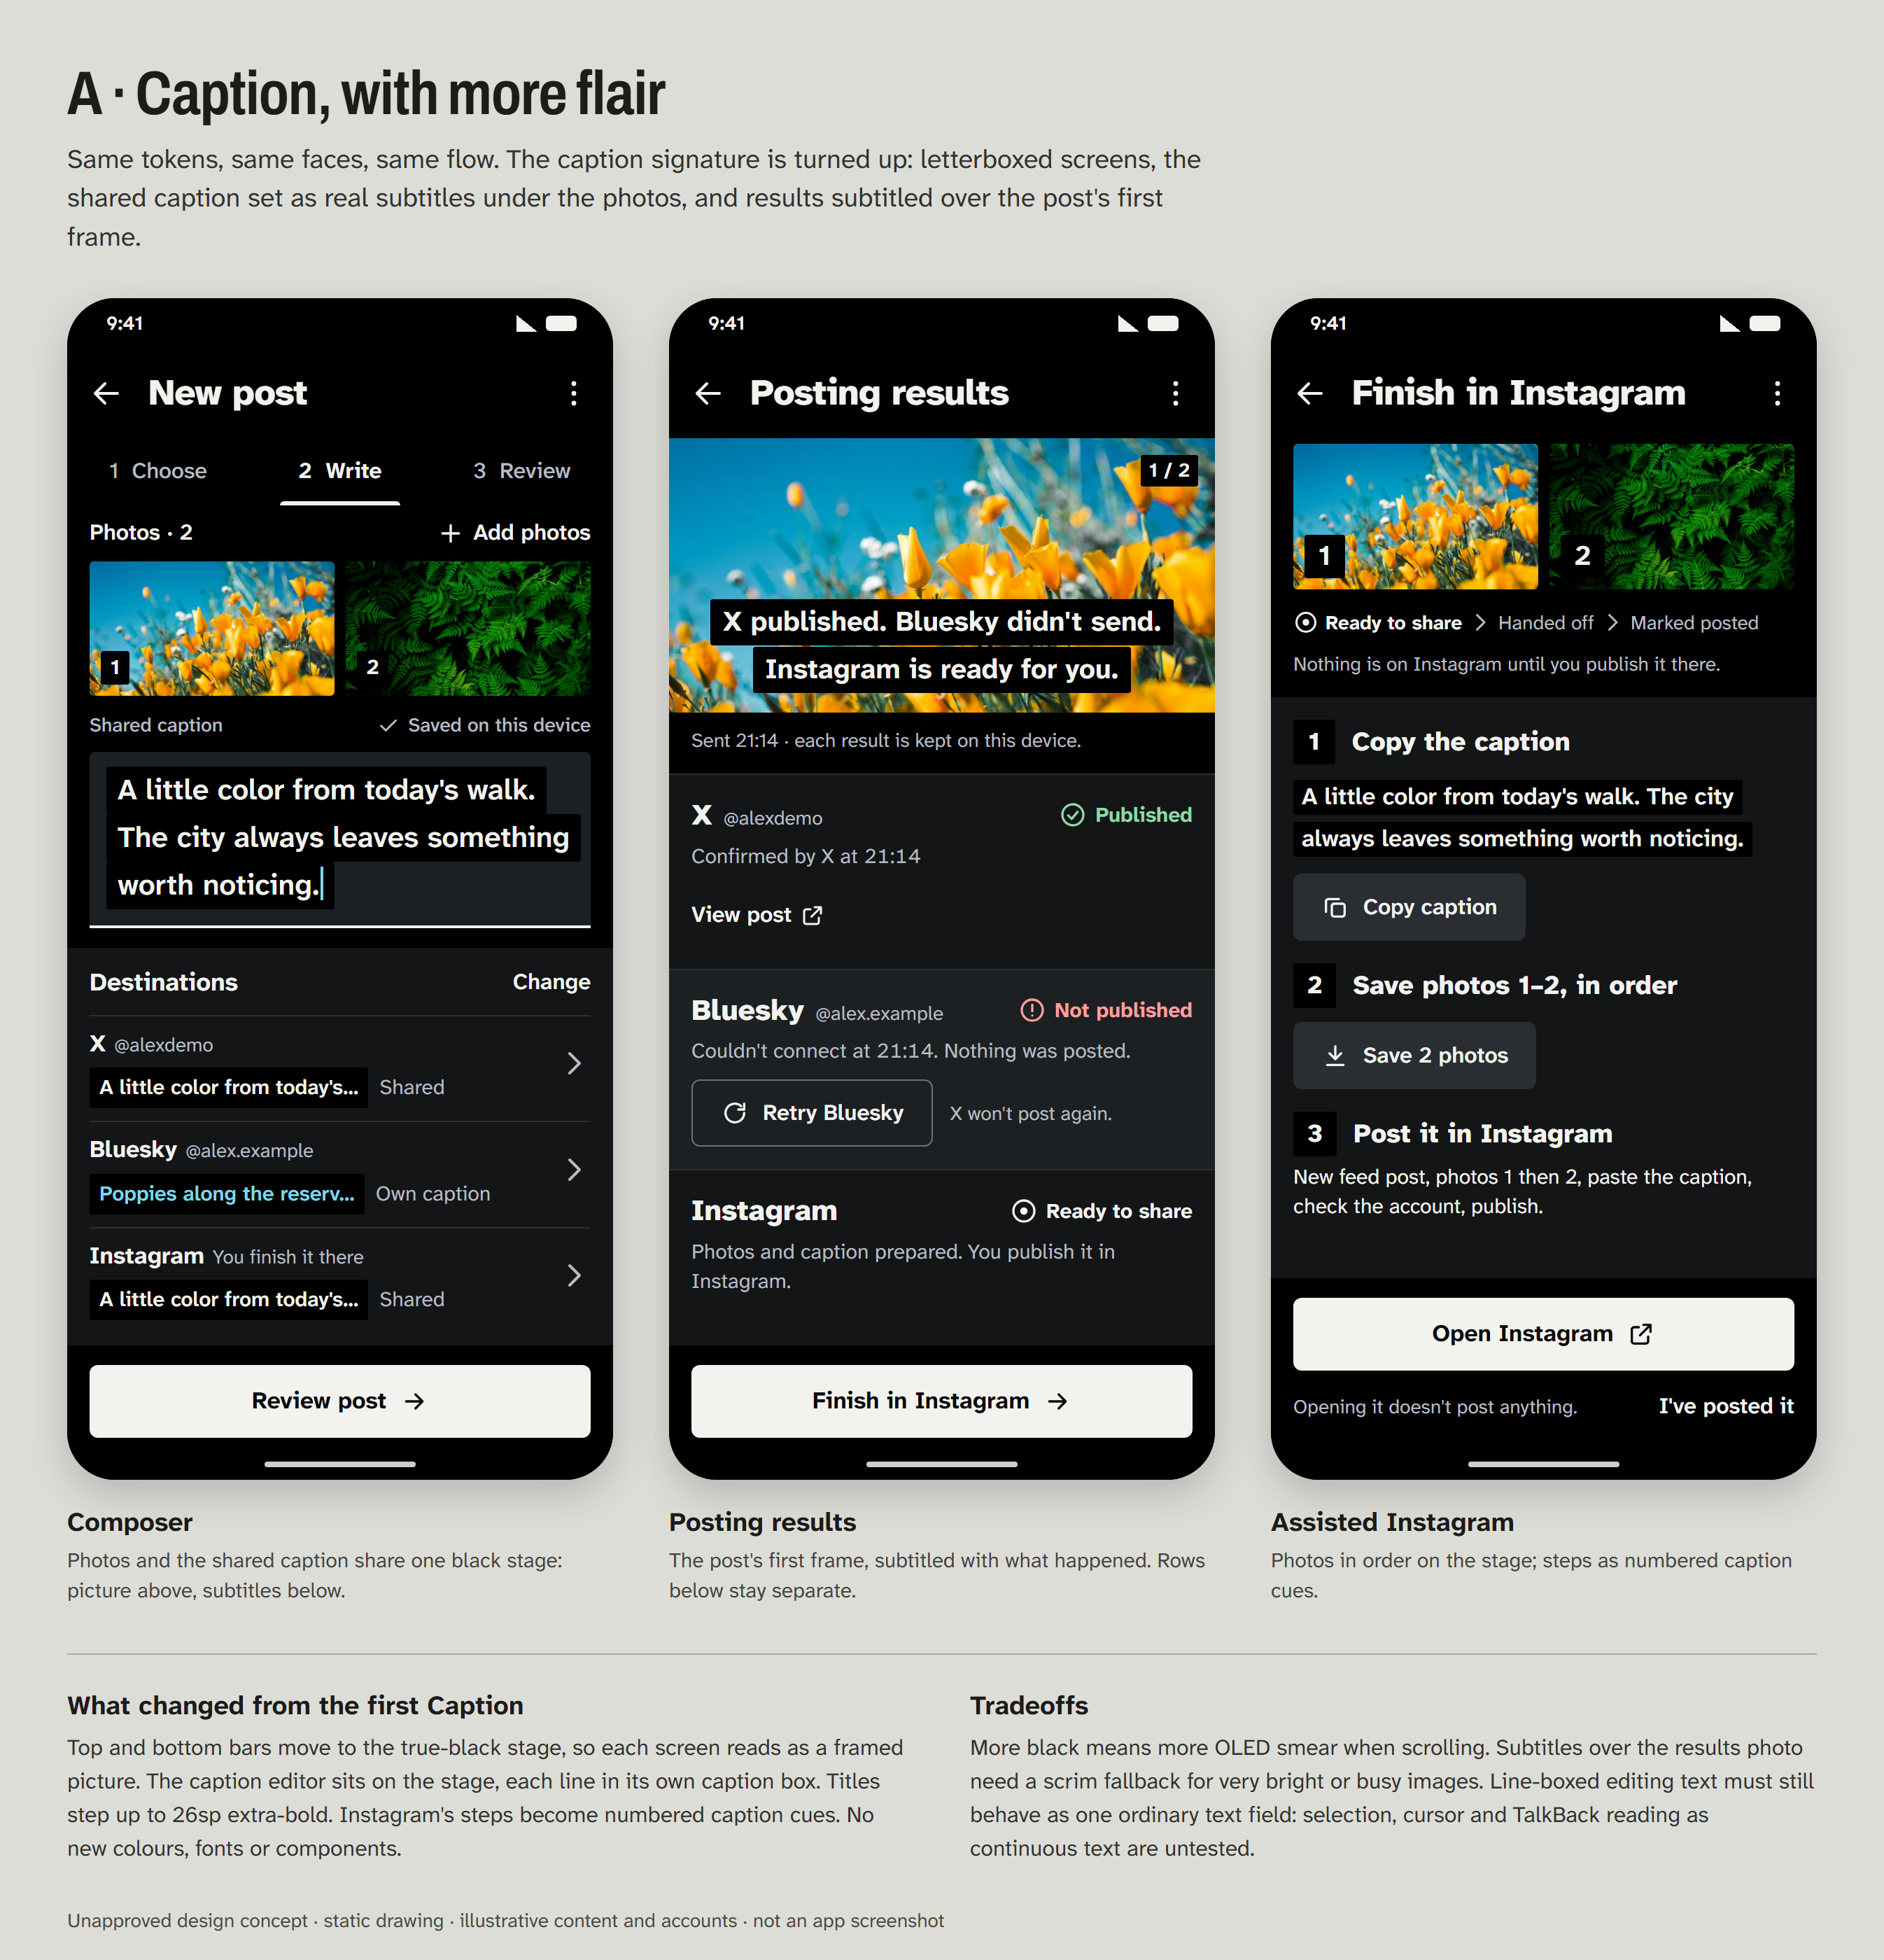 A · Caption, with more flair
Same tokens, same faces, same flow. The caption signature is turned up: letterboxed screens, the
shared caption set as real subtitles under the photos, and results subtitled over the post's first
frame.
9:41
New post
1 Choose
2 Write
3 Review
Photos · 2
Add photos
1
2
Shared caption
Saved on this device
A little color from today's walk.
The city always leaves something
worth noticing.
Destinations
Change
X @alexdemo
A little color from today's... Shared
Bluesky @alex.example
Poppies along the reserv... Own caption
Instagram You finish it there
A little color from today's... Shared
Review post
Composer
Photos and the shared caption share one black stage:
picture above, subtitles below.
9:41
Posting results
1 / 2
X published. Bluesky didn't send.
Instagram is ready for you.
Sent 21:14 · each result is kept on this device.
X @alexdemo
Published
Confirmed by X at 21:14
View post
Bluesky @alex.example
Not published
Couldn't connect at 21:14. Nothing was posted.
Retry Bluesky
X won't post again.
Instagram
Ready to share
Photos and caption prepared. You publish it in
Instagram.
Finish in Instagram
Posting results
The post's first frame, subtitled with what happened. Rows
below stay separate.
9:41
Finish in Instagram
1
2
Ready to share
Handed off
Marked posted
Nothing is on Instagram until you publish it there.
1 Copy the caption
A little color from today's walk. The city
always leaves something worth noticing.
Copy caption
2 Save photos 1–2, in order
Save 2 photos
3 Post it in Instagram
New feed post, photos 1 then 2, paste the caption,
check the account, publish.
Open Instagram
Opening it doesn't post anything.
I've posted it
Assisted Instagram
Photos in order on the stage; steps as numbered caption
cues.
What changed from the first Caption
Top and bottom bars move to the true-black stage, so each screen reads as a framed
picture. The caption editor sits on the stage, each line in its own caption box. Titles
step up to 26sp extra-bold. Instagram's steps become numbered caption cues. No
new colours, fonts or components.
Tradeoffs
More black means more OLED smear when scrolling. Subtitles over the results photo
need a scrim fallback for very bright or busy images. Line-boxed editing text must still
behave as one ordinary text field: selection, cursor and TalkBack reading as
continuous text are untested.
Unapproved design concept · static drawing · illustrative content and accounts · not an app screenshot